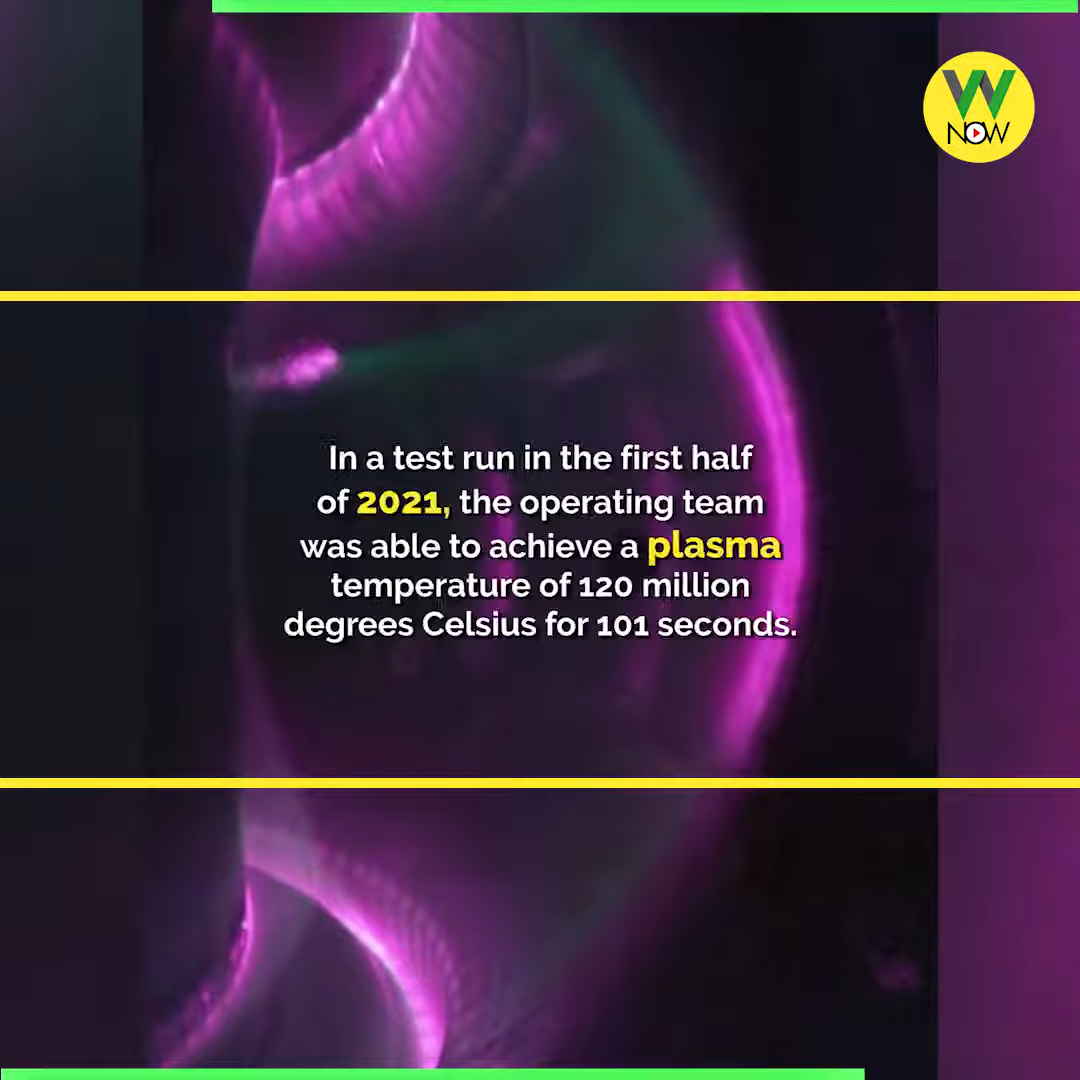 W
NOW
In a test run in the first half
of 2021, the operating team
was able to achieve a plasma
temperature of 120 million
degrees Celsius for 101 seconds.